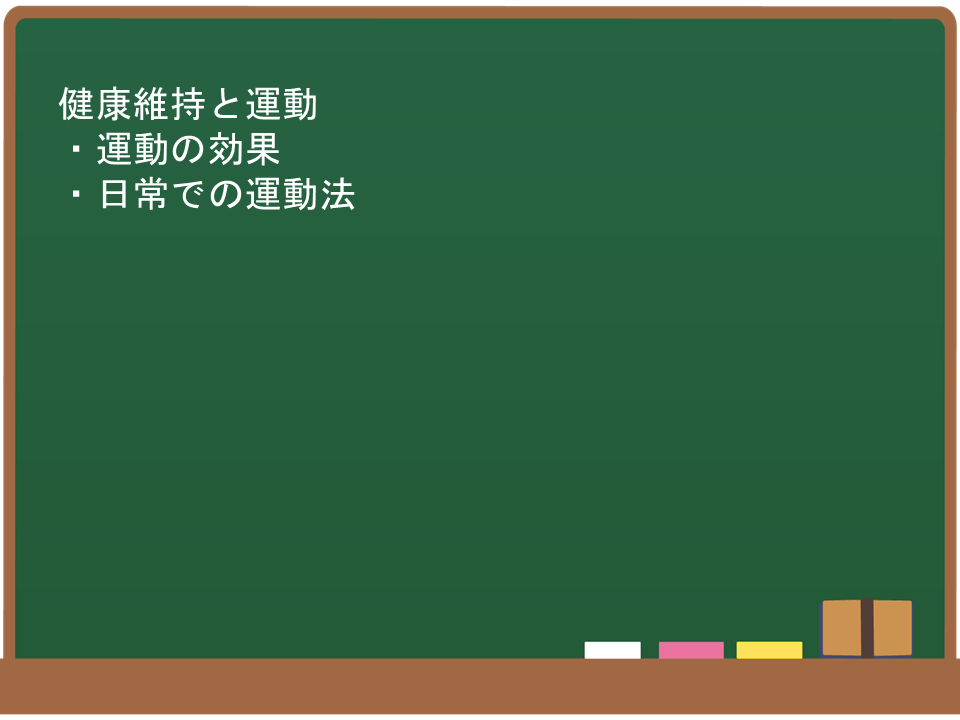 健康維持と運動
・運動の効果
・日常での運動法